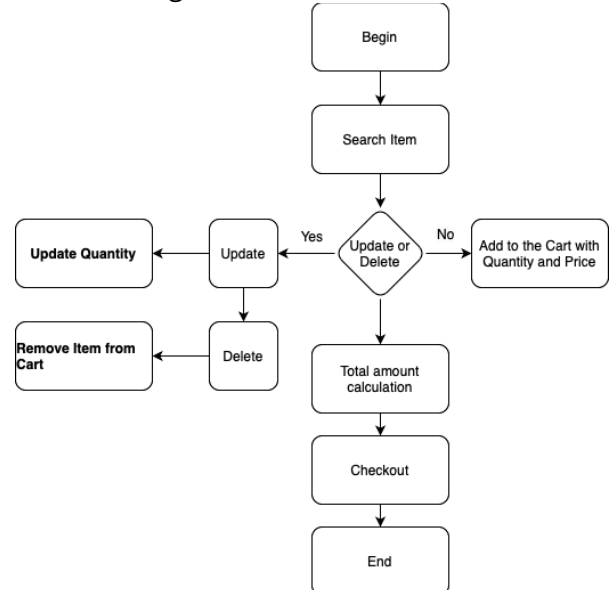 Begin
Search Item
Yes
No
Update Quantity
Update
Update or
Delete
Add to the Cart with
Quantity and Price
Remove Item from
Cart
Delete
Total amount
calculation
Checkout
End